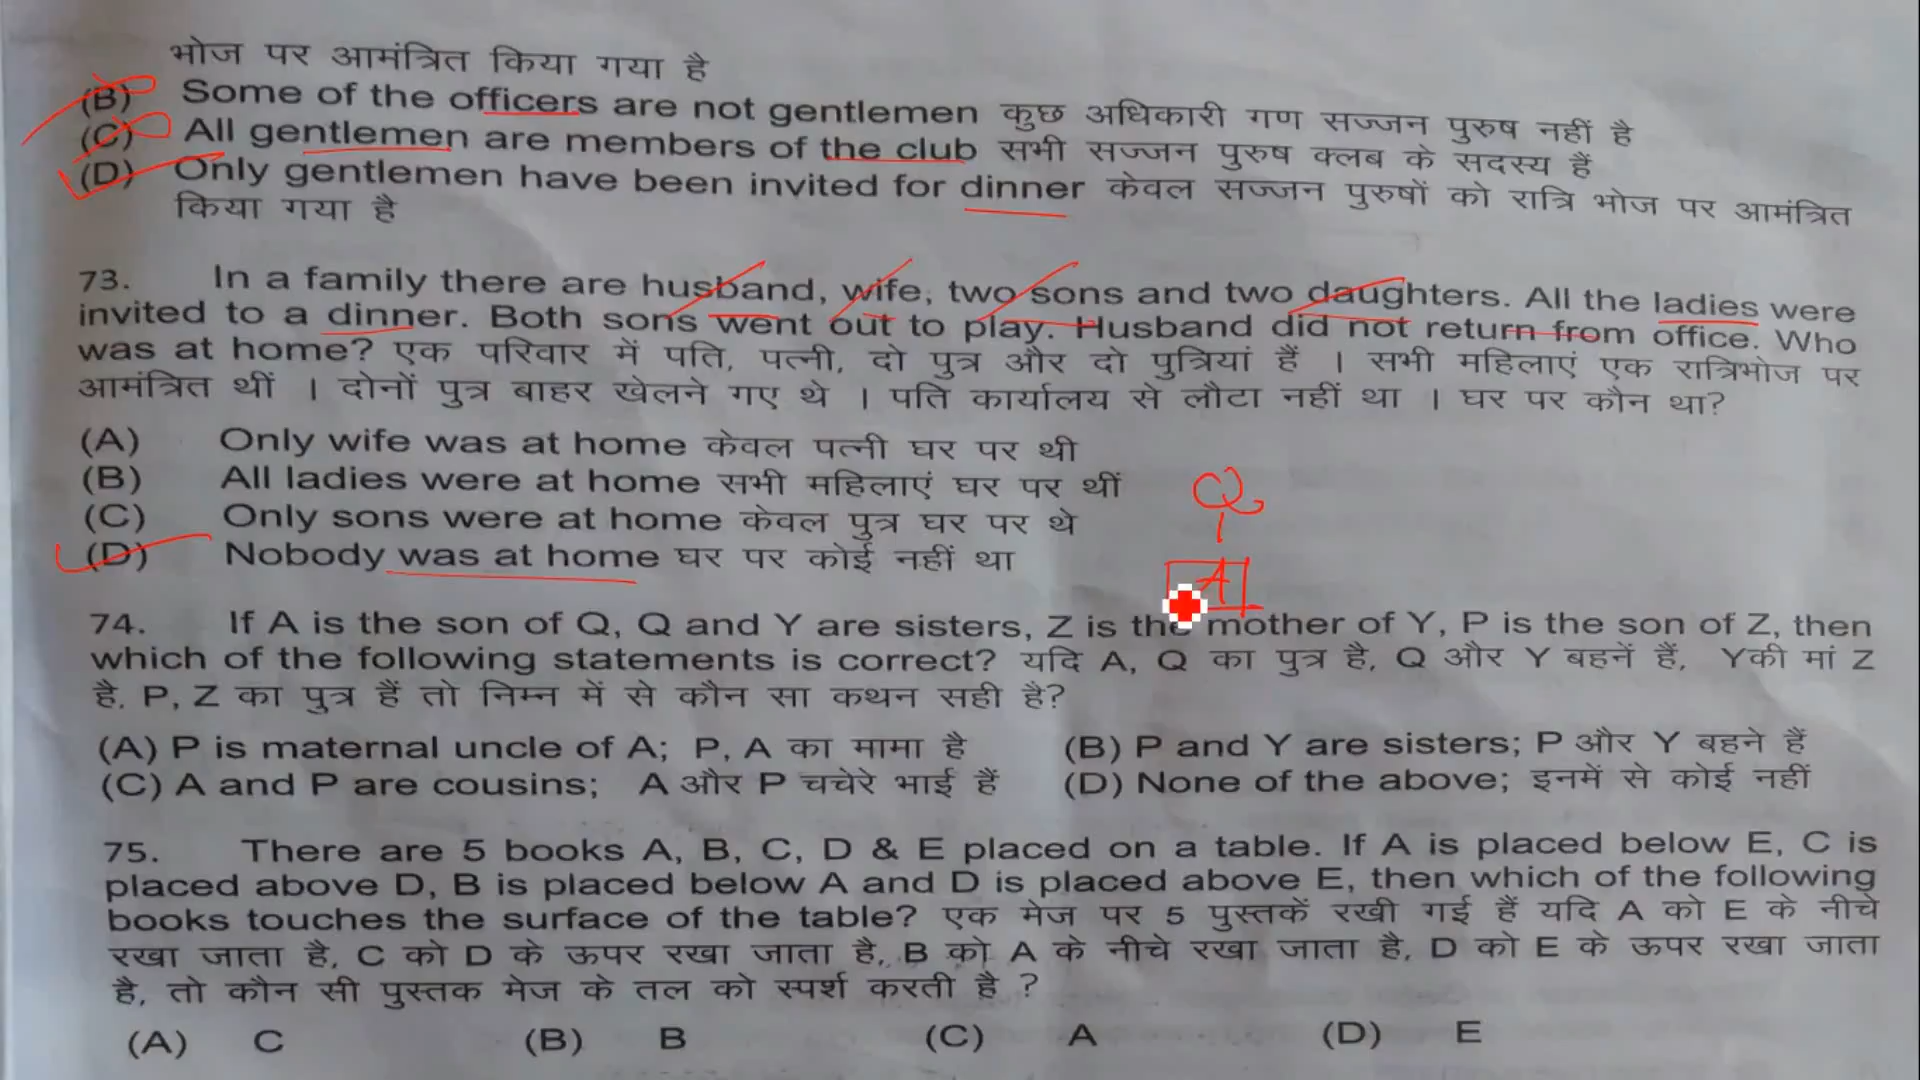 भोज पर आमंत्रित किया गया है
(B) Some of the officers are not gentlemen कुछ अधिकारी गण सज्जन पुरुष नहीं है
(C) All gentlemen are members of the club सभी सज्जन पुरुष क्लब के सदस्य हैं
(D) Only gentlemen have been invited for dinner केवल सज्जन पुरुषों को रात्रि भोज पर आमंत्रित
किया गया है
73. In a family there are husband, wife, two sons and two daughters. All the ladies were
invited to a dinner. Both sons went out to play. Husband did not return from office. Who
was at home? एक परिवार में पति, पत्नी, दो पुत्र और दो पुत्रियां हैं । सभी महिलाएं एक रात्रिभोज पर
आमंत्रित थीं । दोनों पुत्र बाहर खेलने गए थे । पति कार्यालय से लौटा नहीं था । घर पर कौन था?
(A) Only wife was at home केवल पत्नी घर पर थी
(B) All ladies were at home सभी महिलाएं घर पर थीं
(C) Only sons were at home केवल पुत्र घर पर थे
(D) Nobody was at home घर पर कोई नहीं था
Q
A
74. If A is the son of Q, Q and Y are sisters, Z is the mother of Y, P is the son of Z, then
which of the following statements is correct? यदि A, Q का पुत्र है, Q और Y बहनें हैं, Yकी मां Z
है, P, Z का पुत्र हैं तो निम्न में से कौन सा कथन सही है?
(A) P is maternal uncle of A; P, A का मामा है (B) P and Y are sisters; P और Y बहने हैं
(C) A and P are cousins; A और P चचेरे भाई हैं (D) None of the above; इनमें से कोई नहीं
75. There are 5 books A, B, C, D & E placed on a table. If A is placed below E, C is
placed above D, B is placed below A and D is placed above E, then which of the following
books touches the surface of the table? एक मेज पर 5 पुस्तकें रखी गई हैं यदि A को E के नीचे
रखा जाता है, C को D के ऊपर रखा जाता है, B को A के नीचे रखा जाता है, D को E के ऊपर रखा जाता
है, तो कौन सी पुस्तक मेज के तल को स्पर्श करती है ?
(A) C (B) B (C) A (D) E